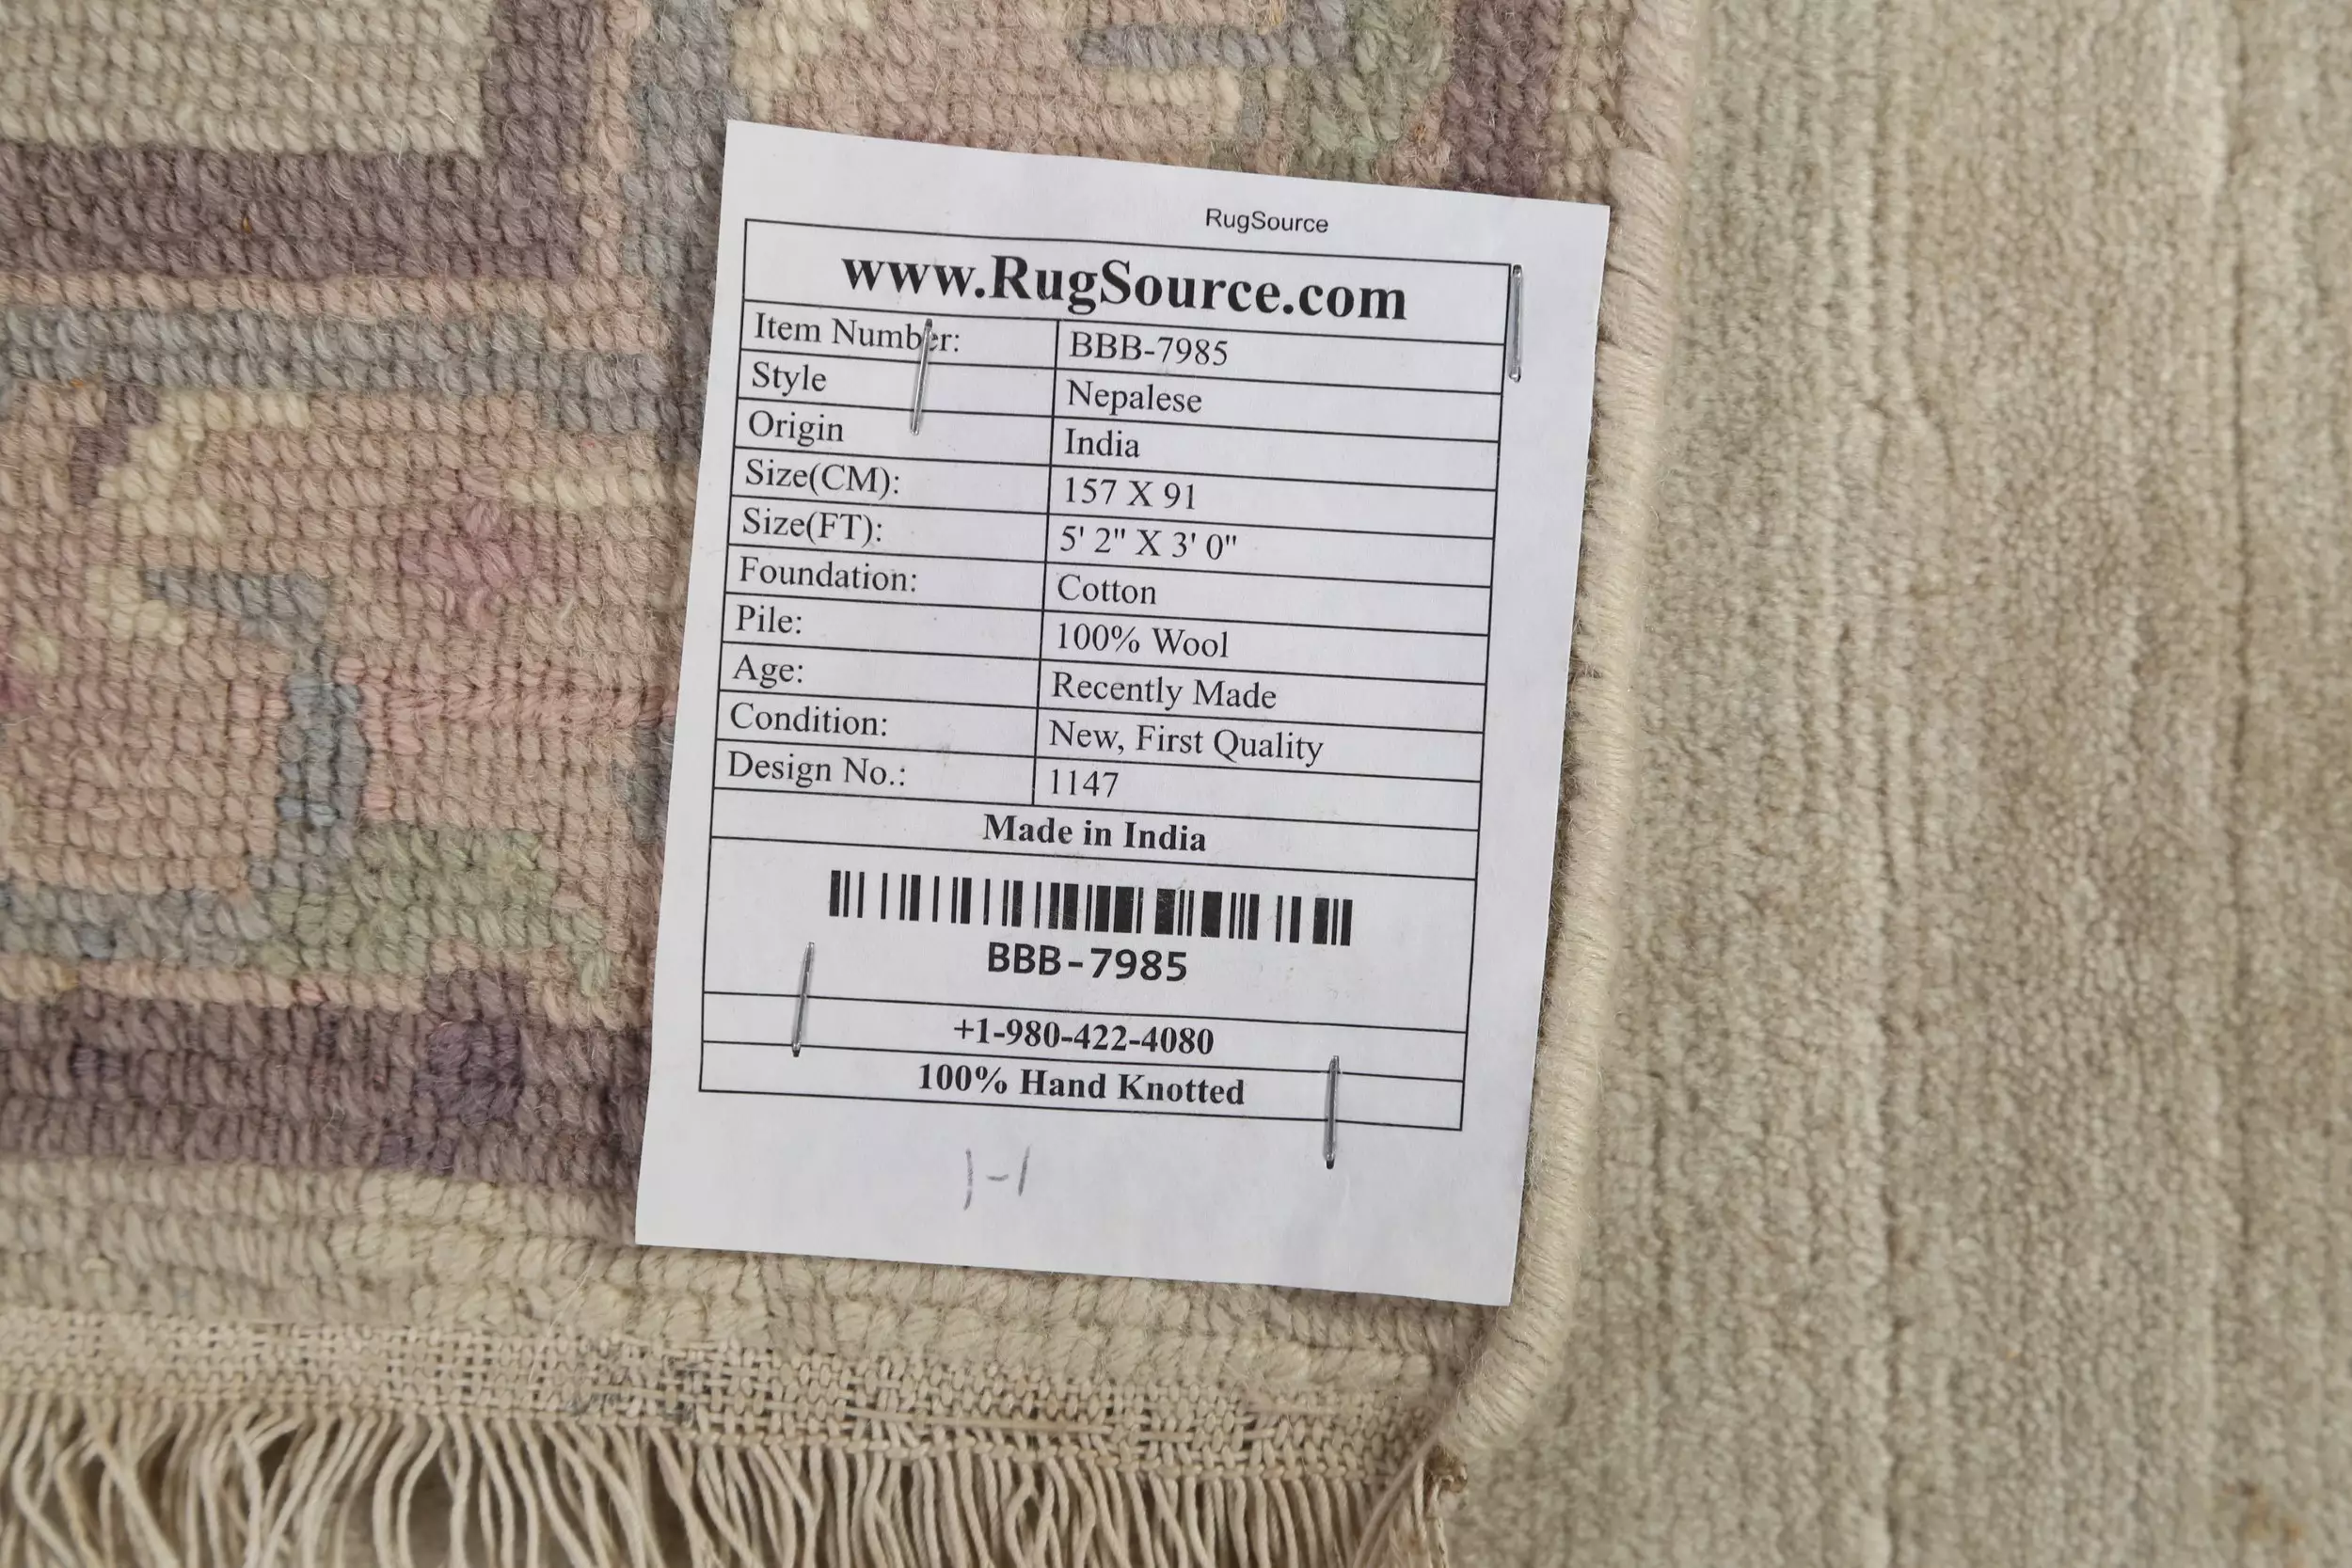 RugSource
www.RugSource.com
Item Number: BBB-7985
Style Nepalese
Origin India
Size(CM): 157 X 91
Size(FT): 5' 2" X 3' 0"
Foundation: Cotton
Pile: 100% Wool
Age: Recently Made
Condition: New, First Quality
Design No.: 1147
Made in India
BBB-7985
+1-980-422-4080
100% Hand Knotted
1-1